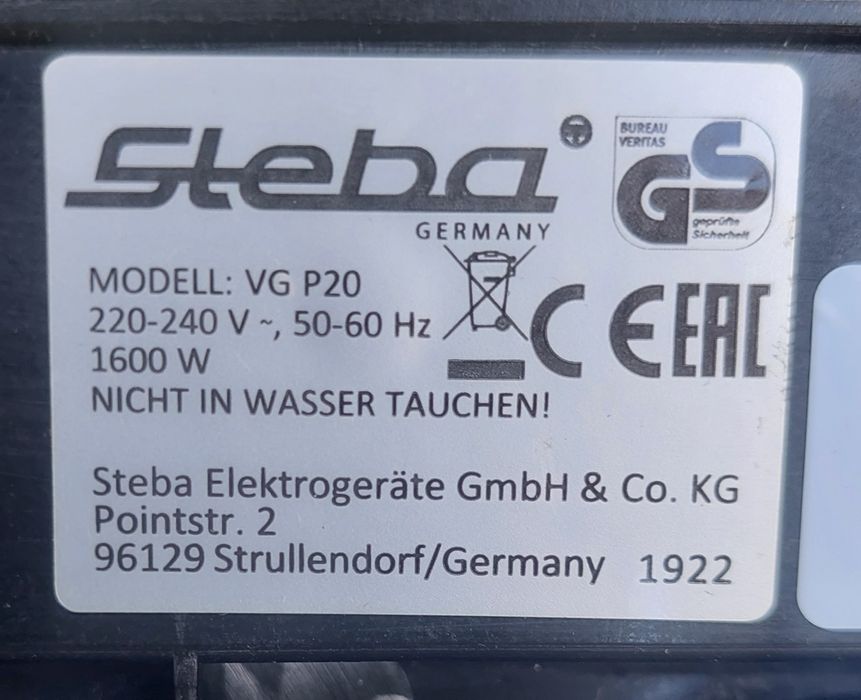 Steba
GERMANY
BUREAU
VERITAS
GS
geprüfte
Sicherheit
MODELL: VG P20
220-240 V ~, 50-60 Hz
1600 W
NICHT IN WASSER TAUCHEN!
CE EAC
Steba Elektrogeräte GmbH & Co. KG
Pointstr. 2
96129 Strullendorf/Germany 1922